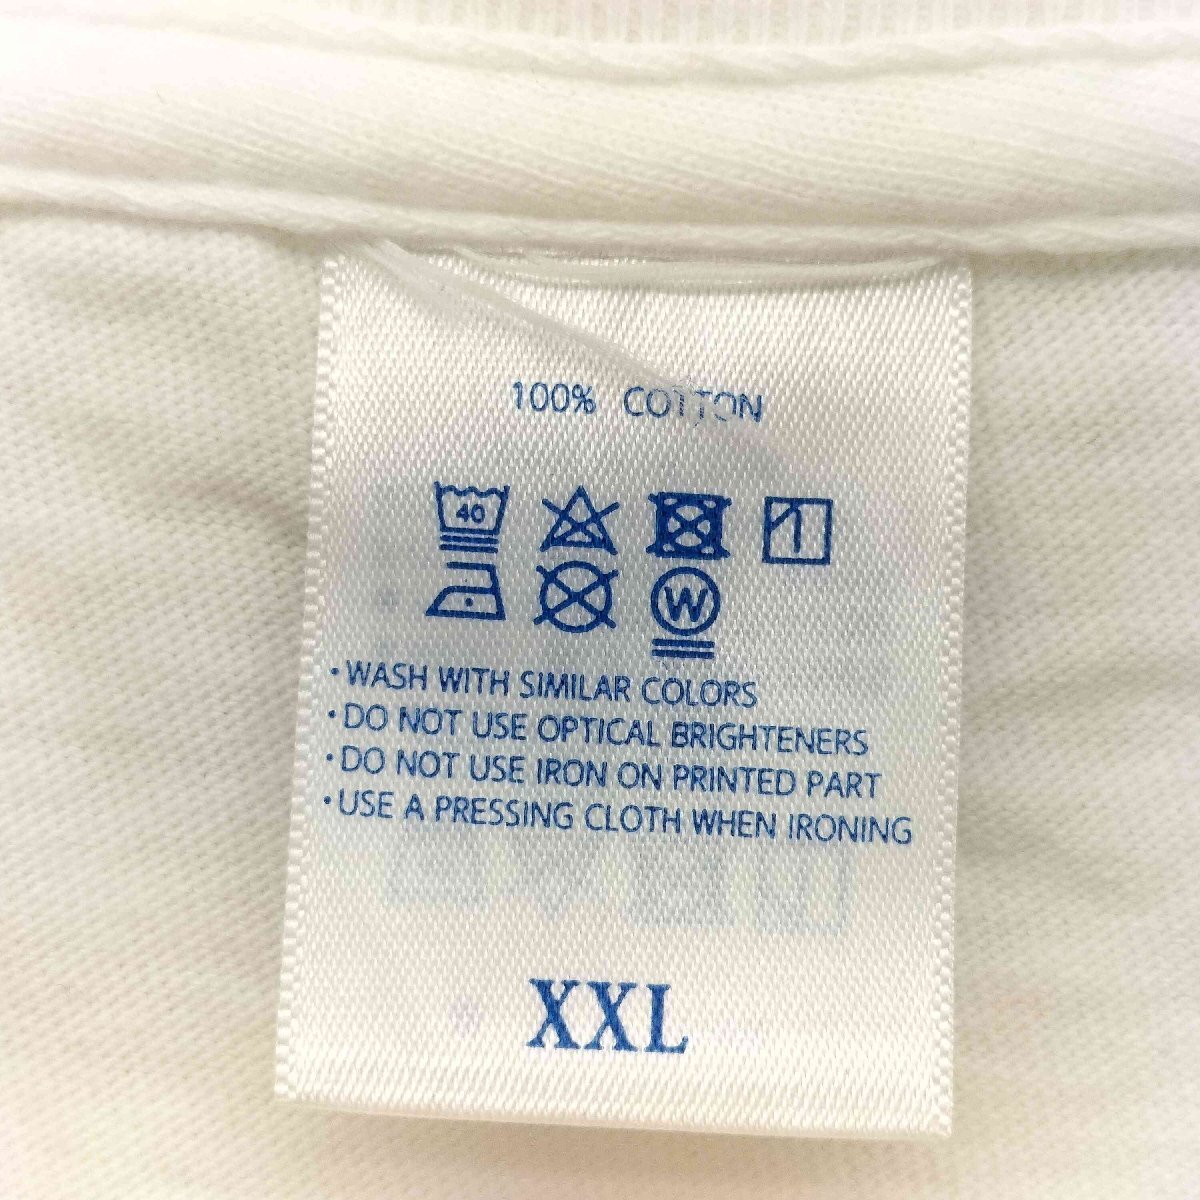 100% COTTON
40
W
·WASH WITH SIMILAR COLORS
·DO NOT USE OPTICAL BRIGHTENERS
·DO NOT USE IRON ON PRINTED PART
·USE A PRESSING CLOTH WHEN IRONING
XXL